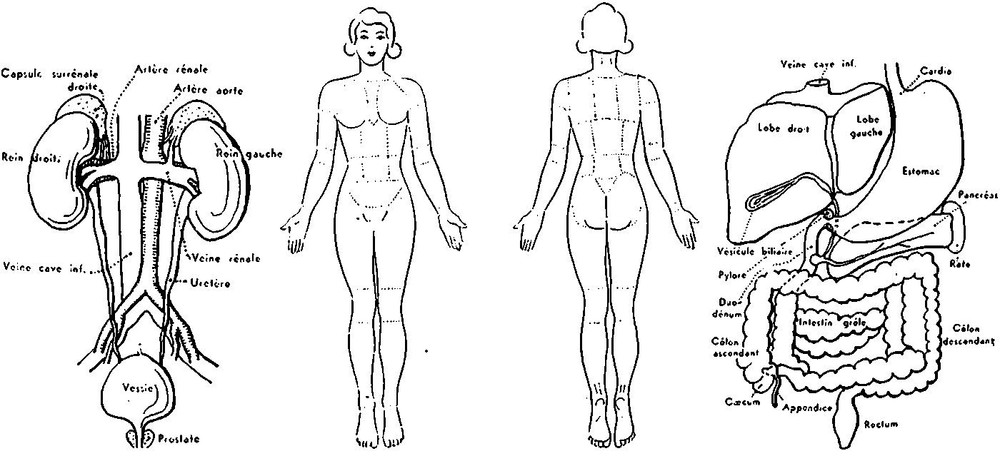 Capsule surrénale
droite
Artère rénale
Artère aorte
Rein droit
Rein gauche
Veine cave inf.
Veine rénale
Uretère
Vessie
Prostate
Veine cave inf.
Cardia
Lobe droit
Lobe
gauche
Estomac
Pancréas
Vésicule biliaire
Rate
Pylore
Duo-
dénum
Intestin grêle
Côlon
ascendant
Côlon
descendant
Cœcum
Appendice
Rectum